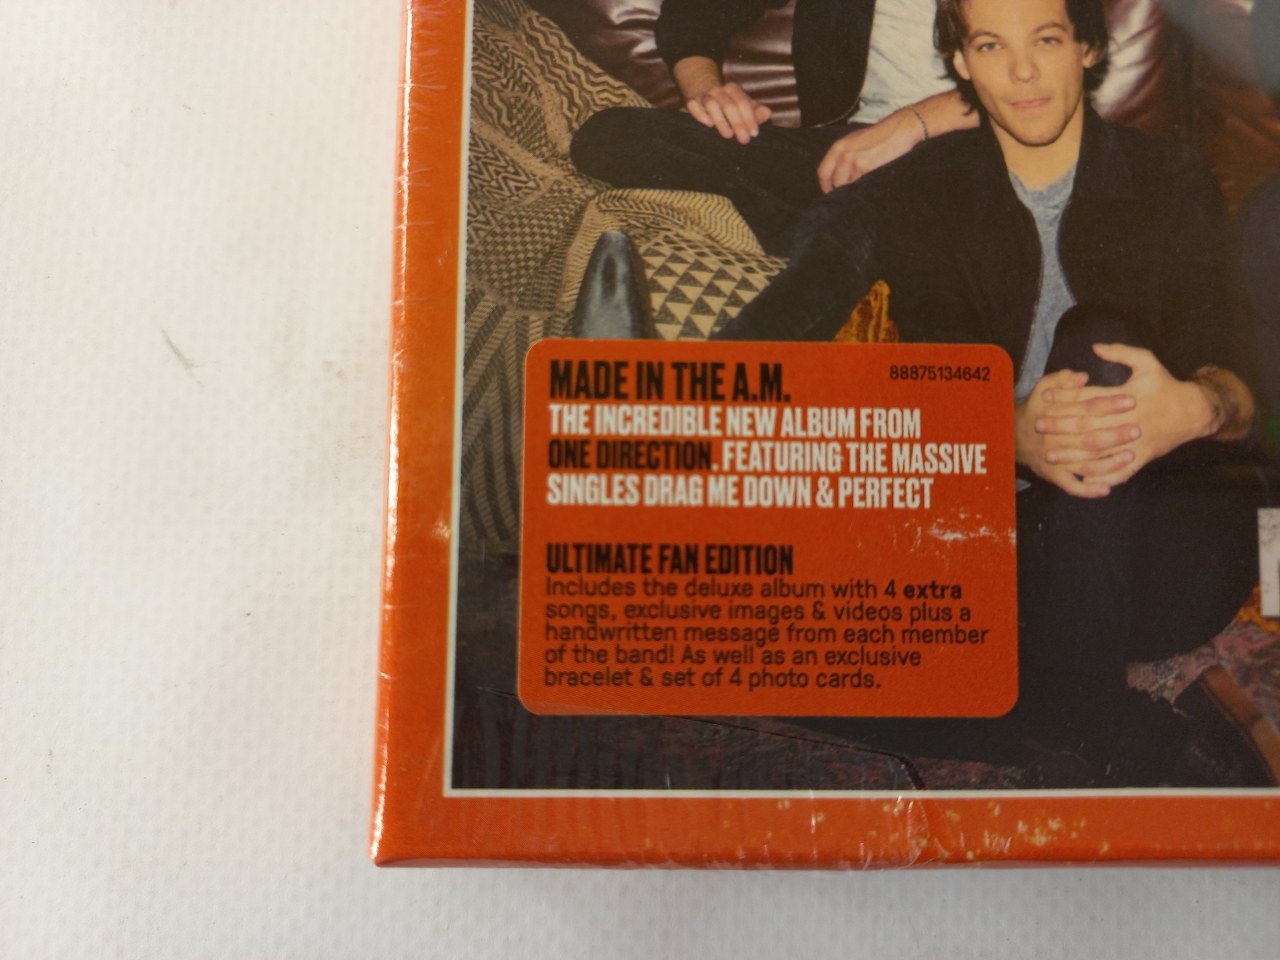 MADE IN THE A.M. 88875134642
THE INCREDIBLE NEW ALBUM FROM
ONE DIRECTION. FEATURING THE MASSIVE
SINGLES DRAG ME DOWN & PERFECT
ULTIMATE FAN EDITION
Includes the deluxe album with 4 extra
songs, exclusive images & videos plus a
handwritten message from each member
of the band! As well as an exclusive
bracelet & set of 4 photo cards.